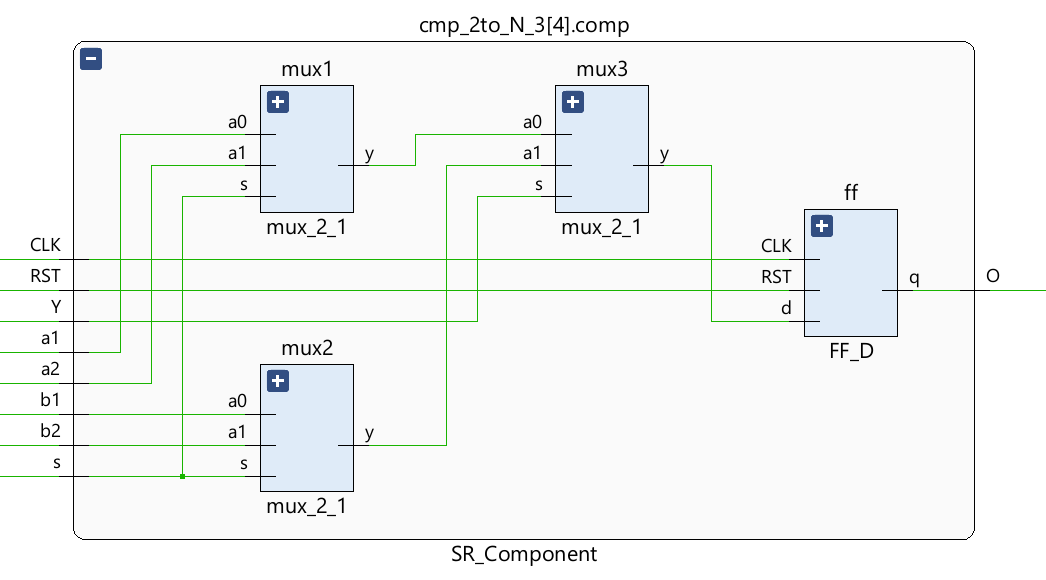 cmp_2to_N_3[4].comp
mux1
mux3
a0
a1
s
y
mux_2_1
a0
a1
s
y
mux_2_1
ff
CLK
RST
Y
a1
a2
b1
b2
s
CLK
RST
d
q
O
FF_D
mux2
a0
a1
s
y
mux_2_1
SR_Component